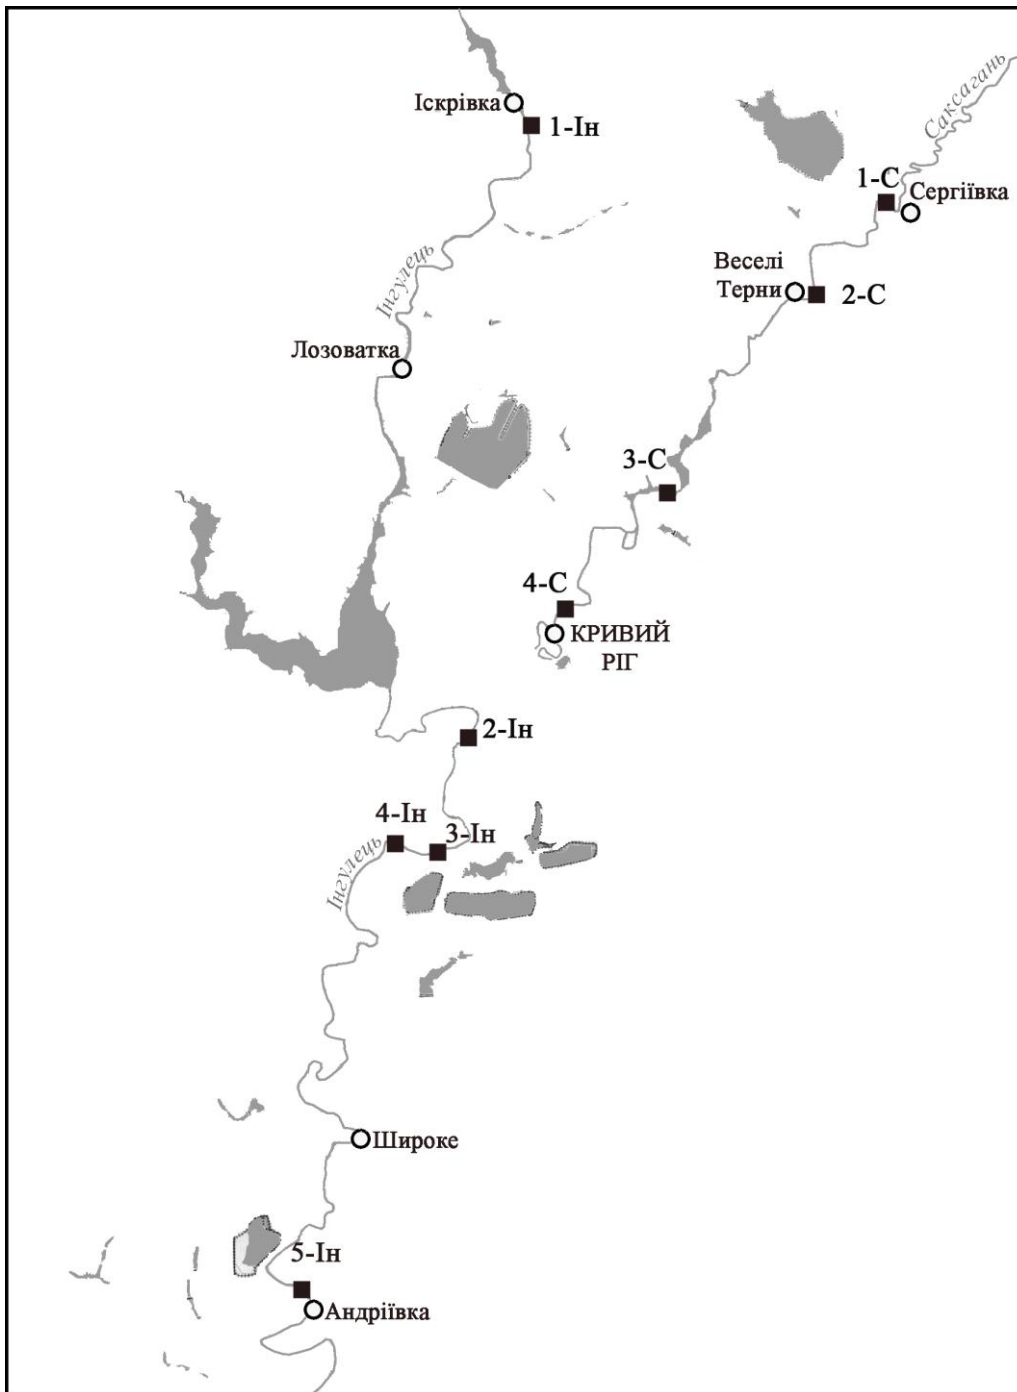 Саксагань
Іскрівка
1-Ін
1-С
Сергіївка
Інгулець
Веселі
Терни
2-С
Лозоватка
3-С
4-С
КРИВИЙ
РІГ
2-Ін
4-Ін
3-Ін
Інгулець
Широке
5-Ін
Андріївка